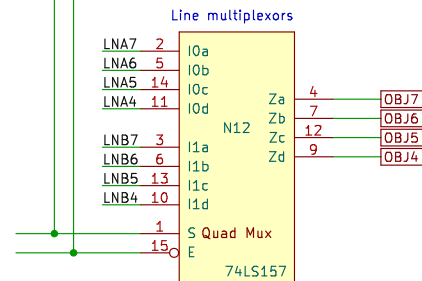 Line multiplexors
LNA7 2 I0a
LNA6 5 I0b
LNA5 14 I0c
LNA4 11 I0d
Za 4 OBJ7
Zb 7 OBJ6
Zc 12 OBJ5
Zd 9 OBJ4
N12
LNB7 3 I1a
LNB6 6 I1b
LNB5 13 I1c
LNB4 10 I1d
1 S Quad Mux
15 E
74LS157